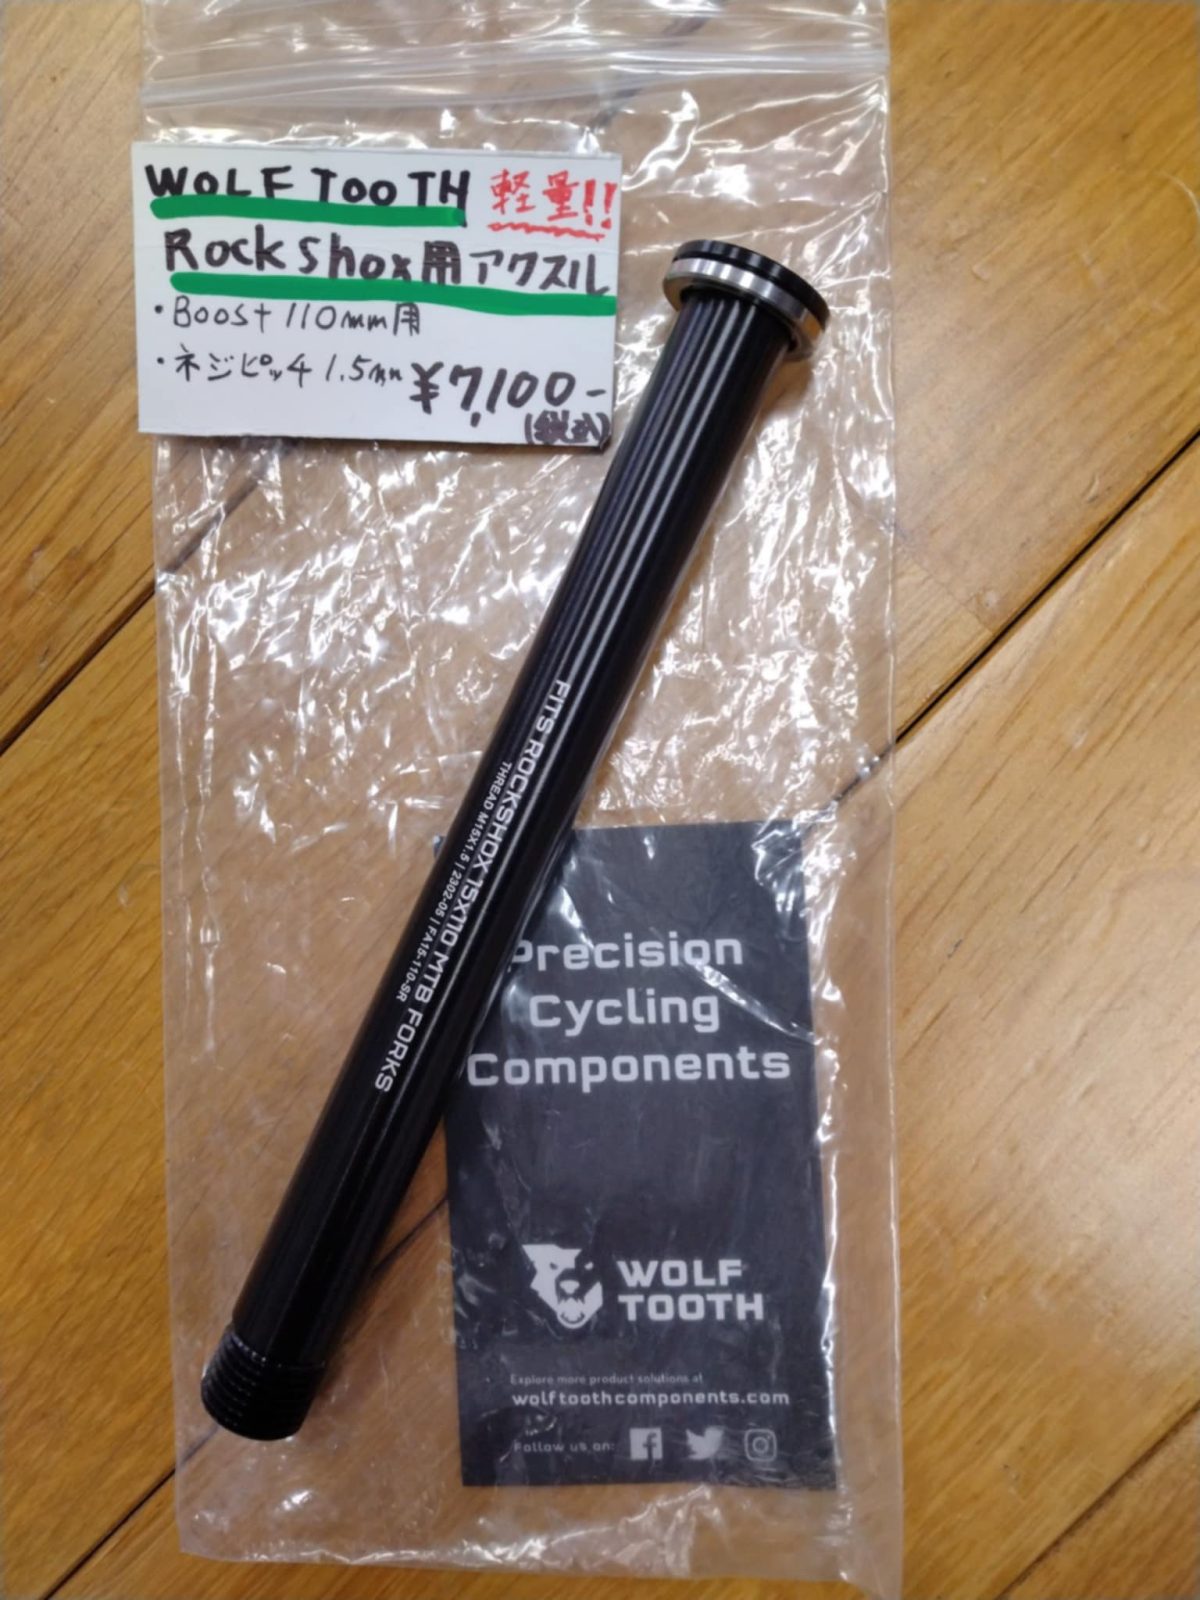 WOLF TOOTH 軽量!!
RockShox用アクスル
・Boost 110mm用
・ネジピッチ 1.5mm ¥7,100-
(税込)
FITS ROCKSHOX 15X110 MTB FORKS
THREAD M15X1.5 | 2302-05 | FA15-110-SR
Precision
Cycling
Components
WOLF
TOOTH
Explore more product solutions at
wolftoothcomponents.com
Follow us on: